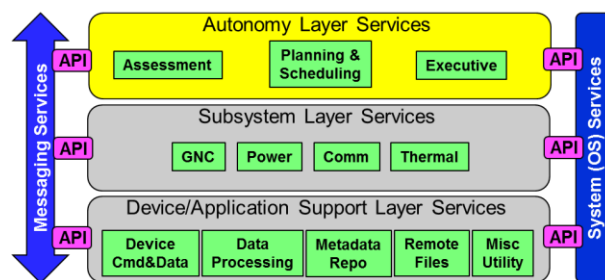 Autonomy Layer Services
API
API
Assessment
Planning &
Scheduling
Executive
Messaging Services
System (OS) Services
Subsystem Layer Services
API
API
GNC
Power
Comm
Thermal
Device/Application Support Layer Services
API
API
Device
Cmd&Data
Data
Processing
Metadata
Repo
Remote
Files
Misc
Utility